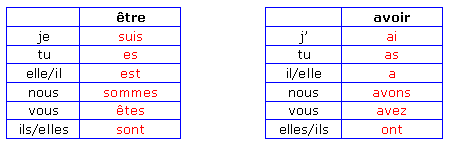 être
je suis
tu es
elle/il est
nous sommes
vous êtes
ils/elles sont
avoir
j' ai
tu as
il/elle a
nous avons
vous avez
elles/ils ont